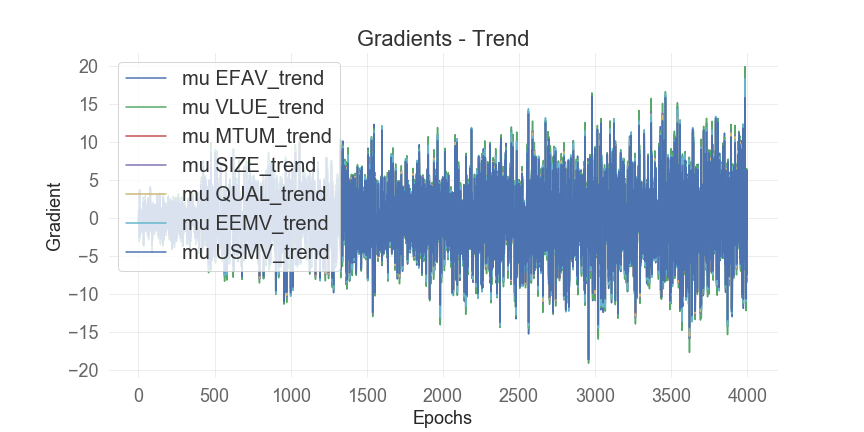 Gradients - Trend
20
15
10
5
0
−5
−10
−15
−20
Gradient
mu EFAV_trend
mu VLUE_trend
mu MTUM_trend
mu SIZE_trend
mu QUAL_trend
mu EEMV_trend
mu USMV_trend
0 500 1000 1500 2000 2500 3000 3500 4000
Epochs